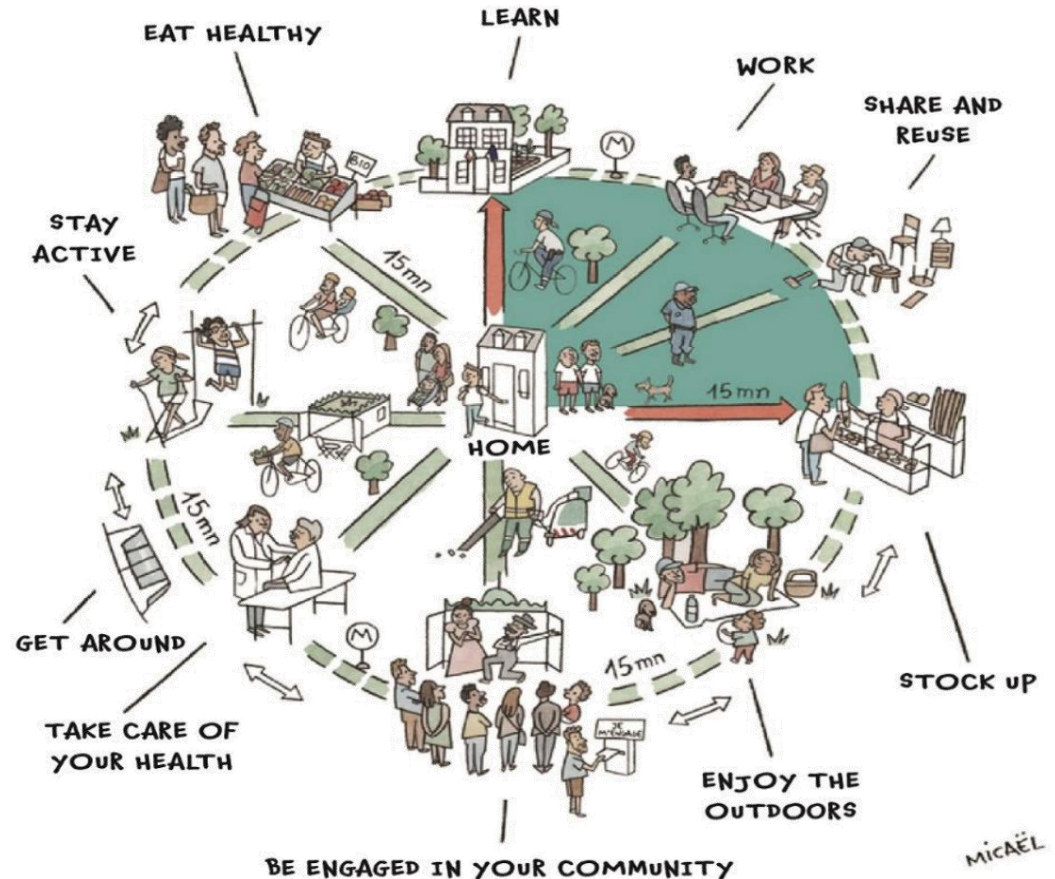 LEARN
EAT HEALTHY
WORK
SHARE AND
REUSE
M
BIO
STAY
ACTIVE
15mn
15mn
HOME
15mn
GET AROUND
M
15mn
JE
M'ENGAGE
STOCK UP
TAKE CARE OF
YOUR HEALTH
ENJOY THE
OUTDOORS
BE ENGAGED IN YOUR COMMUNITY
MICAËL